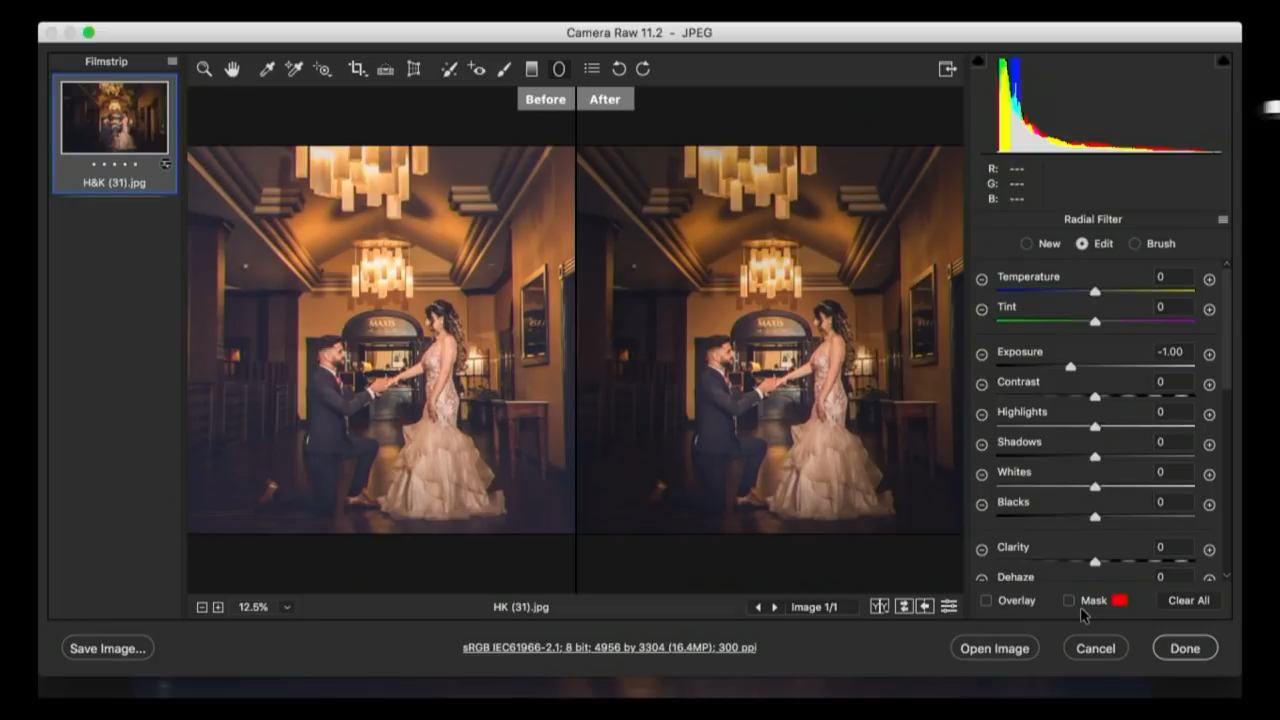 Camera Raw 11.2 - JPEG
Filmstrip
H&K (31).jpg
Before
After
MAXIS
MAXIS
HK (31).jpg
12.5%
Image 1/1
R: ---
G: ---
B: ---
Radial Filter
New
Edit
Brush
Temperature 0
Tint 0
Exposure -1.00
Contrast 0
Highlights 0
Shadows 0
Whites 0
Blacks 0
Clarity 0
Dehaze 0
Overlay
Mask
Clear All
Save Image...
sRGB IEC61966-2.1; 8 bit; 4956 by 3304 (16.4MP); 300 ppi
Open Image
Cancel
Done